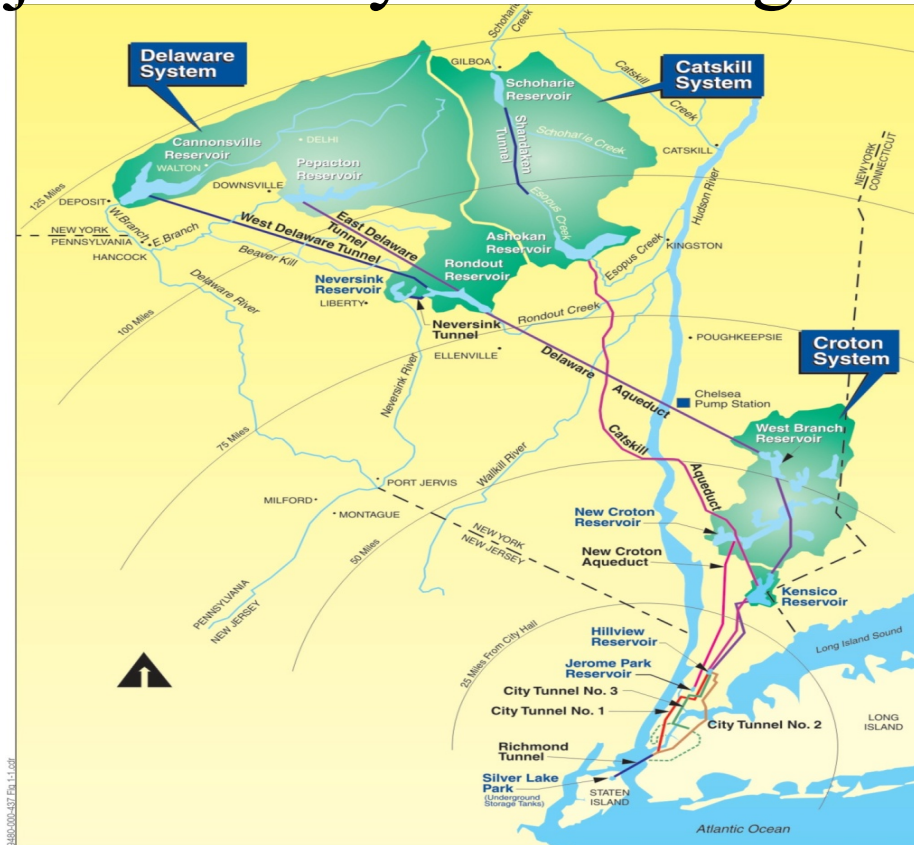 Schoharie
Creek
GILBOA
Delaware
System
Catskill
System
Schoharie
Reservoir
Catskill
Creek
Shandaken
Tunnel
Schoharie
Creek
CATSKILL
Cannonsville
Reservoir
DELHI
WALTON
Pepacton
Reservoir
DOWNSVILLE
DEPOSIT
125 Miles
NEW YORK
CONNECTICUT
Hudson River
Esopus
Creek
W. Branch
E. Branch
NEW YORK
PENNSYLVANIA
HANCOCK
West Delaware Tunnel
East Delaware
Tunnel
Beaver Kill
Ashokan
Reservoir
Rondout
Reservoir
Esopus Creek
KINGSTON
Neversink
Reservoir
LIBERTY
Delaware River
100 Miles
Neversink
Tunnel
Rondout Creek
ELLENVILLE
POUGHKEEPSIE
Croton
System
Delaware
Aqueduct
Chelsea
Pump Station
Neversink River
West Branch
Reservoir
75 Miles
Catskill
Aqueduct
Wallkill River
PORT JERVIS
MILFORD
MONTAGUE
New Croton
Reservoir
NEW YORK
NEW JERSEY
50 Miles
New Croton
Aqueduct
PENNSYLVANIA
NEW JERSEY
Kensico
Reservoir
25 Miles From City Hall
Hillview
Reservoir
Long Island Sound
Jerome Park
Reservoir
City Tunnel No. 3
City Tunnel No. 1
City Tunnel No. 2
LONG
ISLAND
Richmond
Tunnel
Silver Lake
Park
(Underground
Storage Tanks)
STATEN
ISLAND
Atlantic Ocean